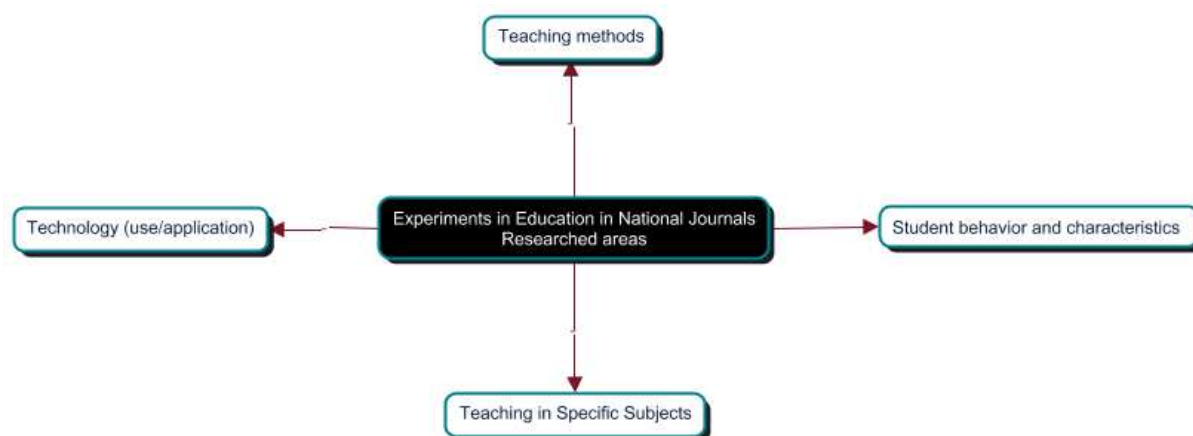 Teaching methods
Experiments in Education in National Journals
Researched areas
Technology (use/application)
Student behavior and characteristics
Teaching in Specific Subjects